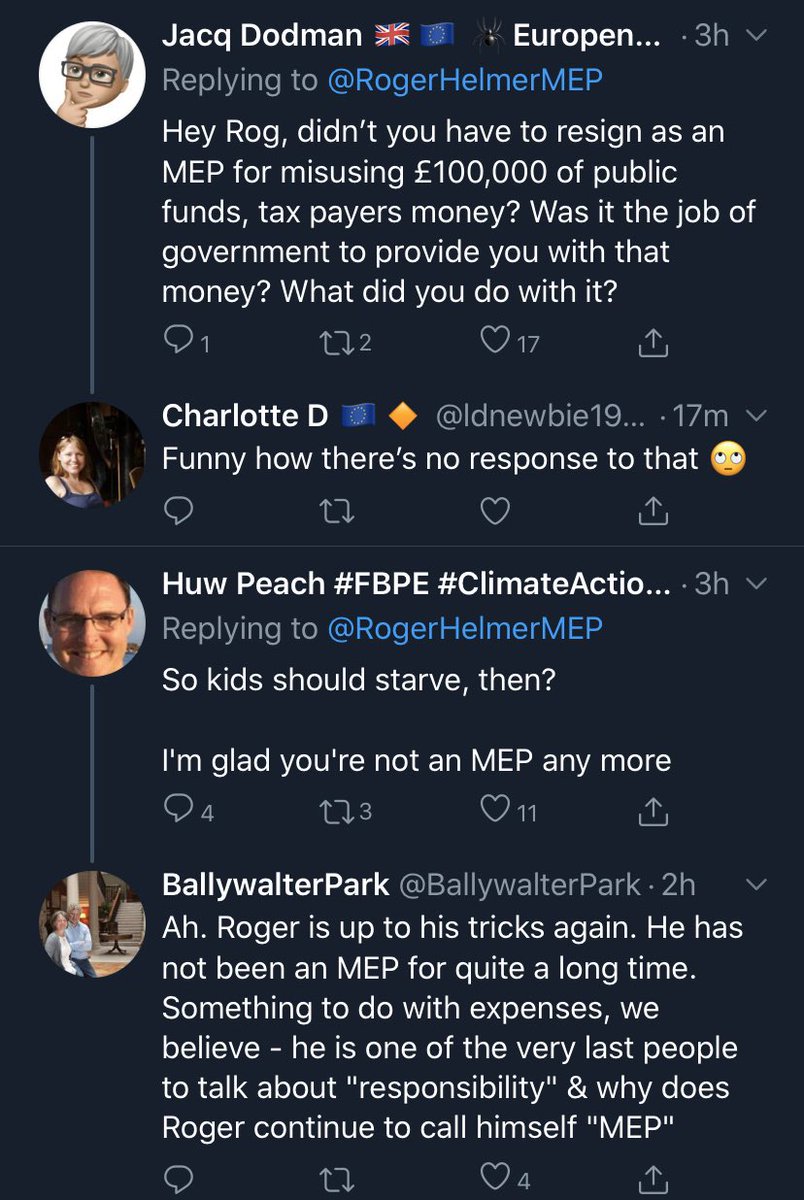 Jacq Dodman 🇬🇧 🇪🇺 🕷 Europen... · 3h
Replying to @RogerHelmerMEP
Hey Rog, didn’t you have to resign as an
MEP for misusing £100,000 of public
funds, tax payers money? Was it the job of
government to provide you with that
money? What did you do with it?
1 2 17
Charlotte D 🇪🇺 🔶 @ldnewbie19... · 17m
Funny how there’s no response to that 🙄
Huw Peach #FBPE #ClimateActio... · 3h
Replying to @RogerHelmerMEP
So kids should starve, then?
I'm glad you're not an MEP any more
4 3 11
BallywalterPark @BallywalterPark · 2h
Ah. Roger is up to his tricks again. He has
not been an MEP for quite a long time.
Something to do with expenses, we
believe - he is one of the very last people
to talk about "responsibility" & why does
Roger continue to call himself "MEP"
4